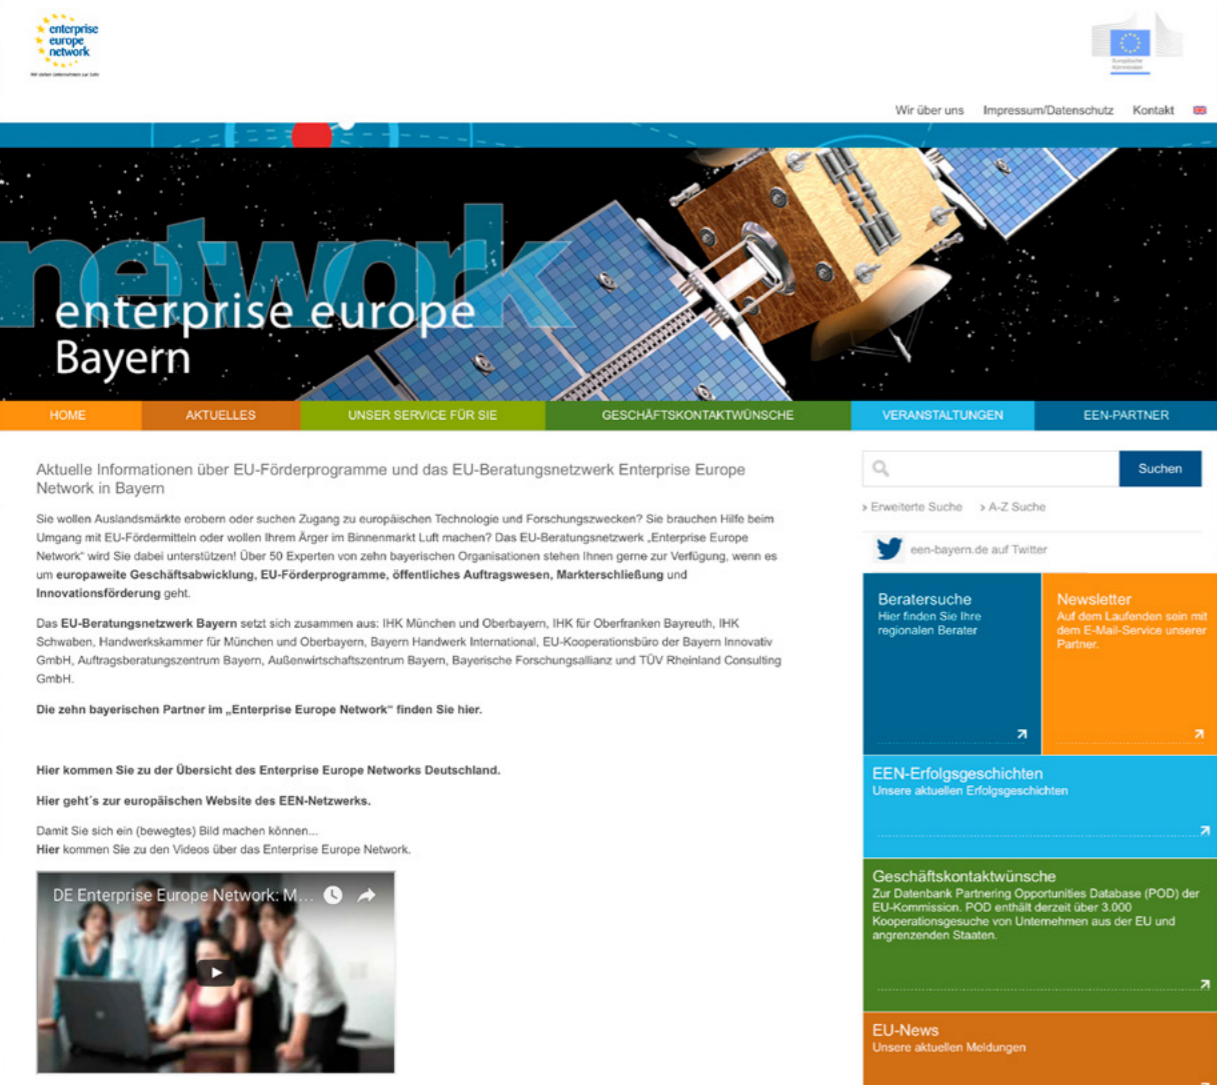 enterprise
europe
network
Wir stehen Unternehmen zur Seite
Europäische
Kommission
Wir über uns Impressum/Datenschutz Kontakt
network
enterprise europe
Bayern
HOME AKTUELLES UNSER SERVICE FÜR SIE GESCHÄFTSKONTAKTWÜNSCHE VERANSTALTUNGEN EEN-PARTNER
Aktuelle Informationen über EU-Förderprogramme und das EU-Beratungsnetzwerk Enterprise Europe
Network in Bayern
Sie wollen Auslandsmärkte erobern oder suchen Zugang zu europäischen Technologie und Forschungszwecken? Sie brauchen Hilfe beim
Umgang mit EU-Fördermitteln oder wollen Ihrem Ärger im Binnenmarkt Luft machen? Das EU-Beratungsnetzwerk „Enterprise Europe
Network“ wird Sie dabei unterstützen! Über 50 Experten von zehn bayerischen Organisationen stehen Ihnen gerne zur Verfügung, wenn es
um europaweite Geschäftsabwicklung, EU-Förderprogramme, öffentliches Auftragswesen, Markterschließung und
Innovationsförderung geht.
Das EU-Beratungsnetzwerk Bayern setzt sich zusammen aus: IHK München und Oberbayern, IHK für Oberfranken Bayreuth, IHK
Schwaben, Handwerkskammer für München und Oberbayern, Bayern Handwerk International, EU-Kooperationsbüro der Bayern Innovativ
GmbH, Auftragsberatungszentrum Bayern, Außenwirtschaftszentrum Bayern, Bayerische Forschungsallianz und TÜV Rheinland Consulting
GmbH.
Die zehn bayerischen Partner im „Enterprise Europe Network“ finden Sie hier.
Hier kommen Sie zu der Übersicht des Enterprise Europe Networks Deutschland.
Hier geht´s zur europäischen Website des EEN-Netzwerks.
Damit Sie sich ein (bewegtes) Bild machen können...
Hier kommen Sie zu den Videos über das Enterprise Europe Network.
DE Enterprise Europe Network: M...
Suchen
› Erweiterte Suche › A-Z Suche
een-bayern.de auf Twitter
Beratersuche
Hier finden Sie Ihre
regionalen Berater
Newsletter
Auf dem Laufenden sein mit
dem E-Mail-Service unserer
Partner.
EEN-Erfolgsgeschichten
Unsere aktuellen Erfolgsgeschichten
Geschäftskontaktwünsche
Zur Datenbank Partnering Opportunities Database (POD) der
EU-Kommission. POD enthält derzeit über 3.000
Kooperationsgesuche von Unternehmen aus der EU und
angrenzenden Staaten.
EU-News
Unsere aktuellen Meldungen